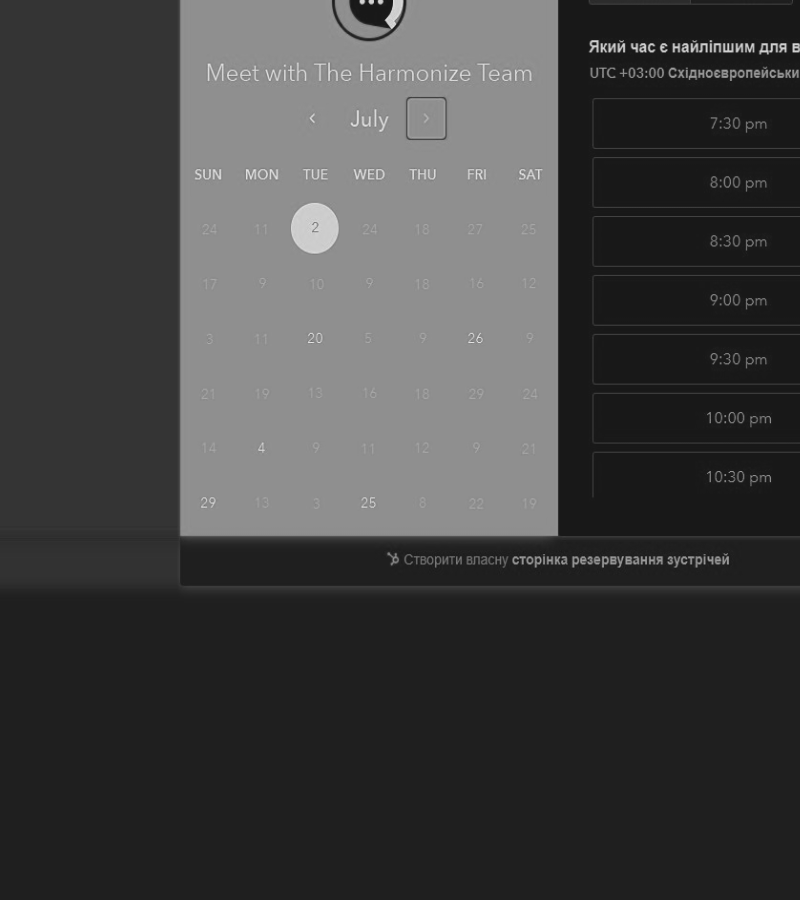 Meet with The Harmonize Team
July
SUN MON TUE WED THU FRI SAT
24 11 2 24 18 27 25
17 9 10 9 18 16 12
3 11 20 5 9 26 9
21 19 13 16 18 29 24
14 4 9 11 12 9 21
29 13 3 25 8 22 19
Який час є найліпшим для
UTC +03:00
7:30 pm
8:00 pm
8:30 pm
9:00 pm
9:30 pm
10:00 pm
10:30 pm
Створити власну сторінка резервування зустрічей